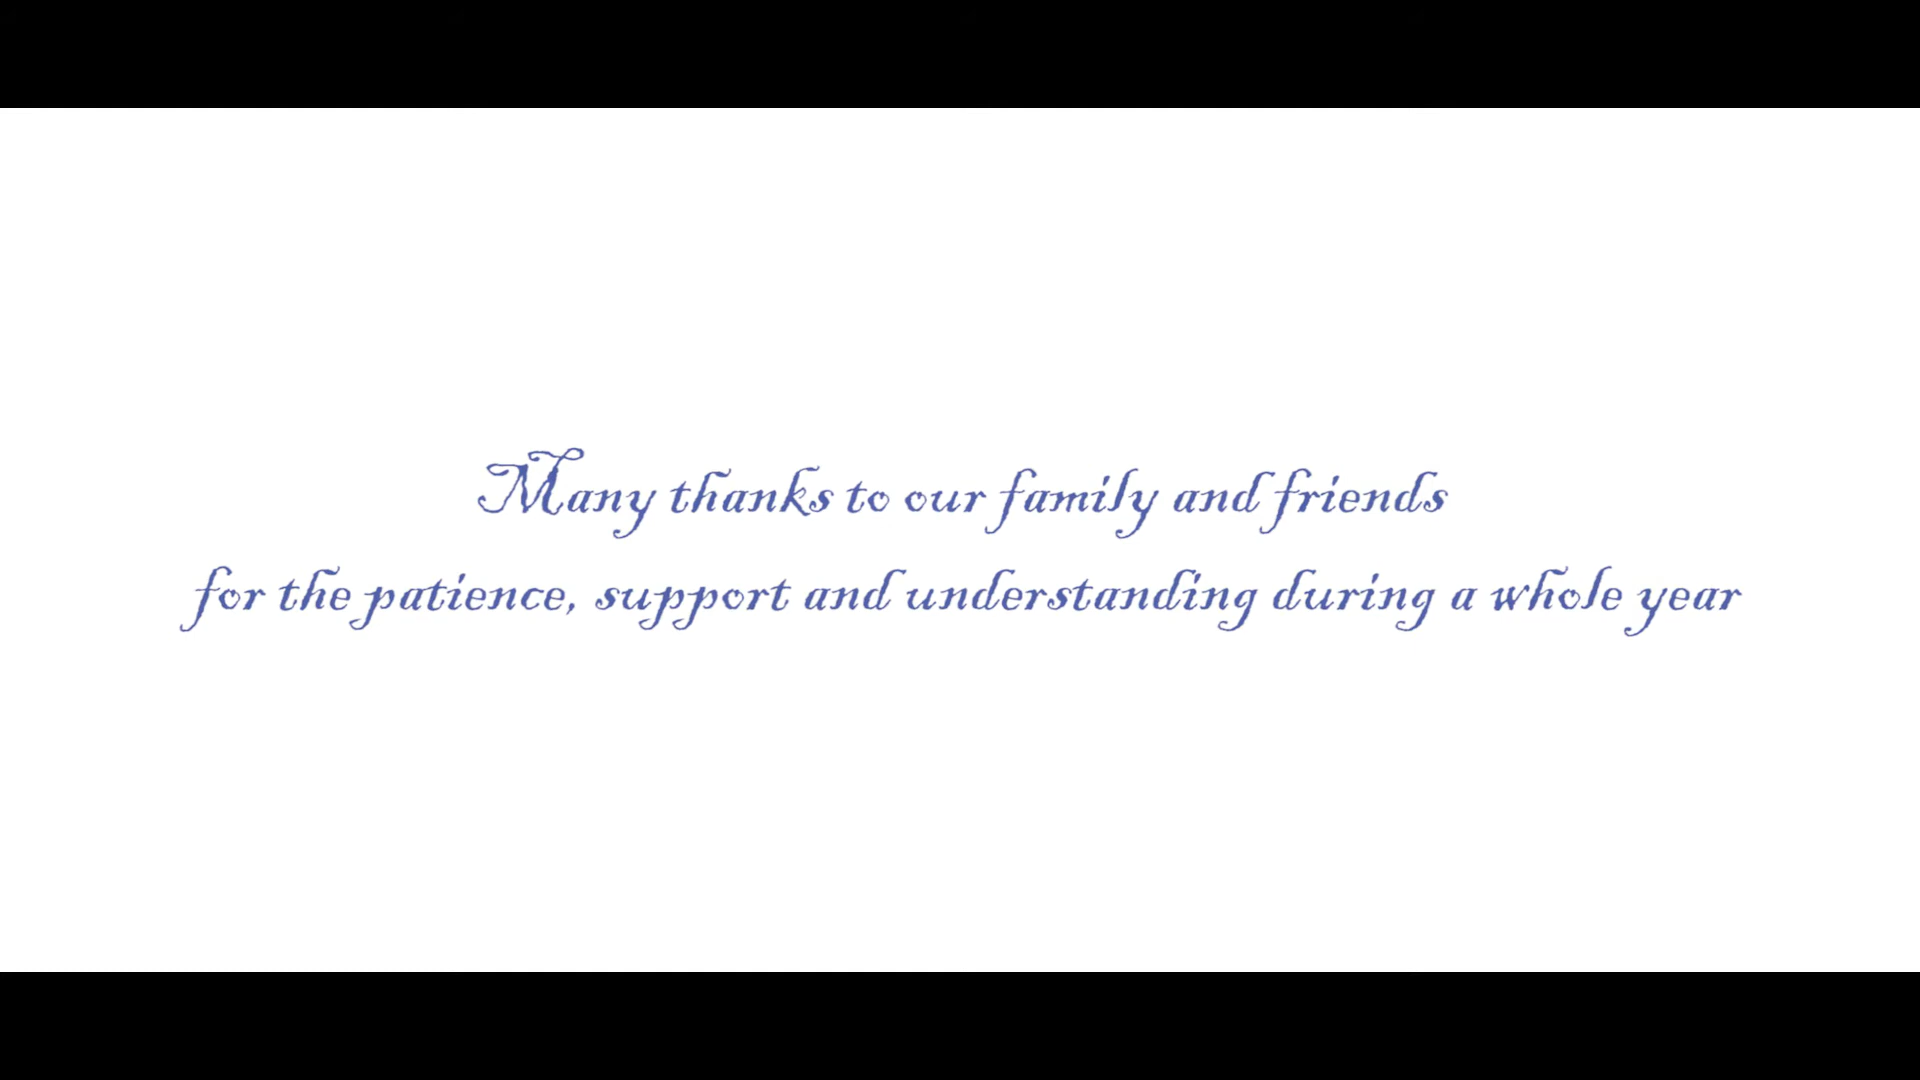 Many thanks to our family and friends
for the patience, support and understanding during a whole year